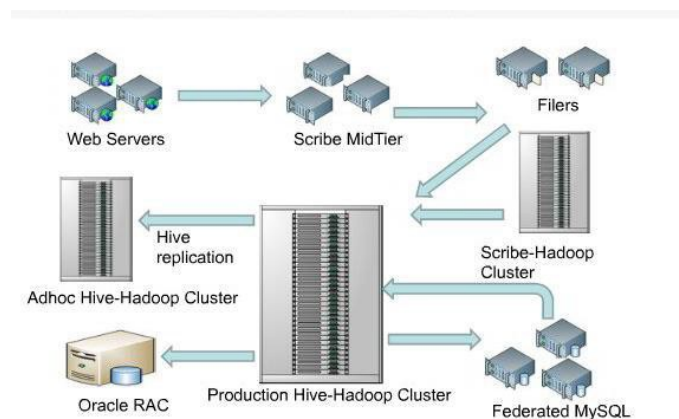 Web Servers
Scribe MidTier
Filers
Scribe-Hadoop
Cluster
Hive
replication
Adhoc Hive-Hadoop Cluster
Production Hive-Hadoop Cluster
Oracle RAC
Federated MySQL